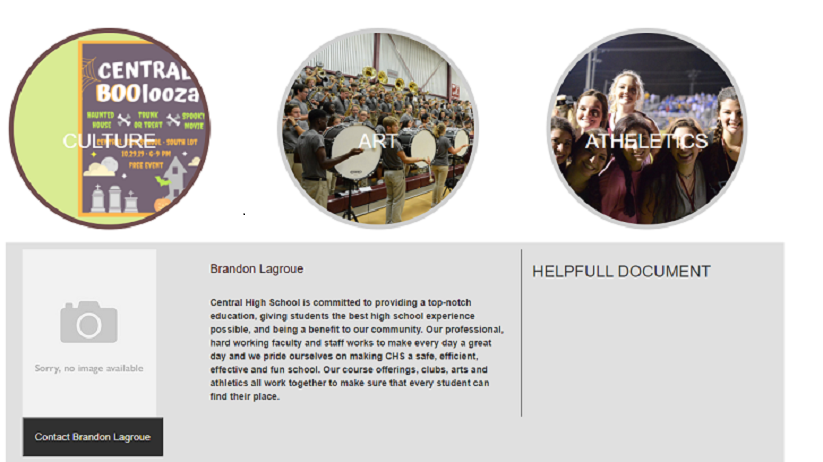 CENTRAL
BOOlooza
HAUNTED HOUSE
TRUNK OR TREAT
SPOOKY MOVIE
CULTURE
10.29.29 · 6-9 PM
FREE EVENT
ART
ATHELETICS
Sorry, no image available
Contact Brandon Lagroue
Brandon Lagroue
Central High School is committed to providing a top-notch
education, giving students the best high school experience
possible, and being a benefit to our community. Our professional,
hard working faculty and staff works to make every day a great
day and we pride ourselves on making CHS a safe, efficient,
effective and fun school. Our course offerings, clubs, arts and
athletics all work together to make sure that every student can
find their place.
HELPFULL DOCUMENT